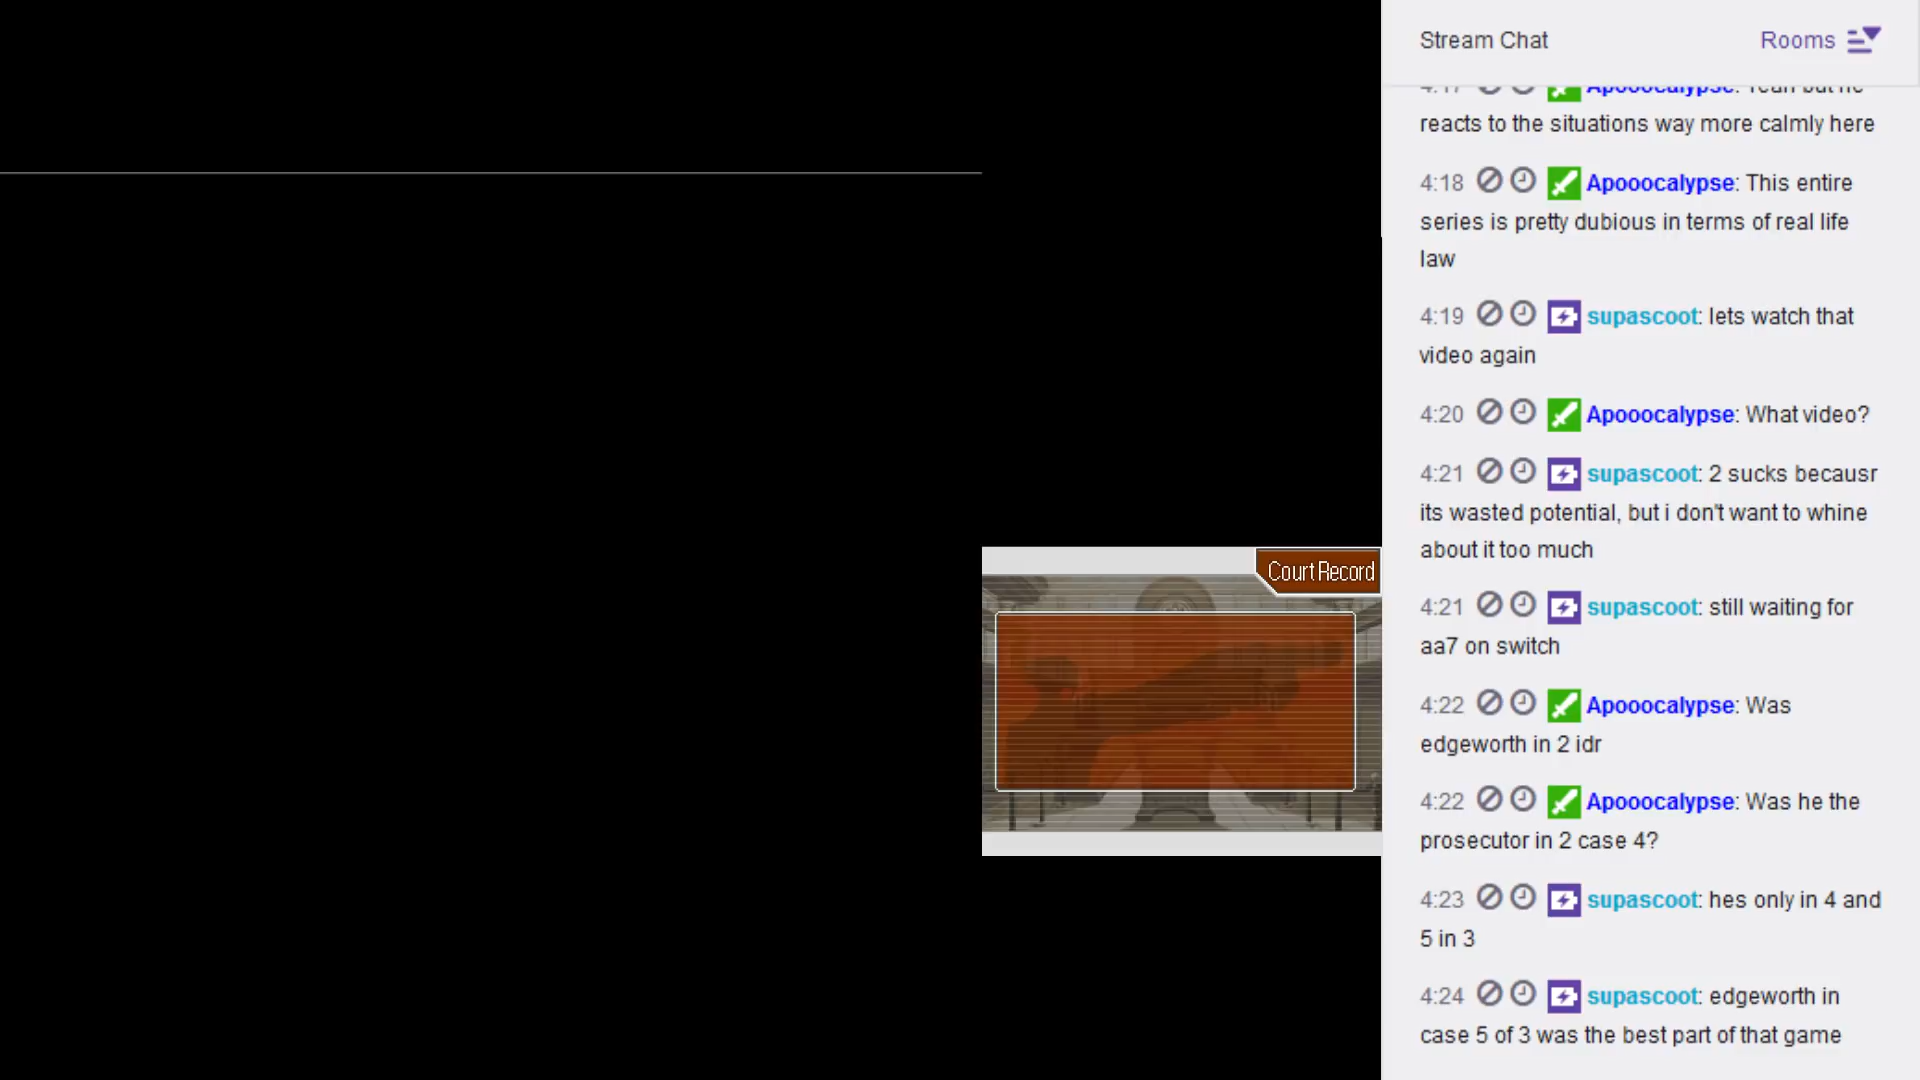 Stream Chat
Rooms
4:17 Apooocalypse: Yeah but he
reacts to the situations way more calmly here
4:18 Apooocalypse: This entire
series is pretty dubious in terms of real life
law
4:19 supascoot: lets watch that
video again
4:20 Apooocalypse: What video?
4:21 supascoot: 2 sucks becausr
its wasted potential, but i don't want to whine
about it too much
4:21 supascoot: still waiting for
aa7 on switch
4:22 Apooocalypse: Was
edgeworth in 2 idr
4:22 Apooocalypse: Was he the
prosecutor in 2 case 4?
4:23 supascoot: hes only in 4 and
5 in 3
4:24 supascoot: edgeworth in
case 5 of 3 was the best part of that game
Court Record